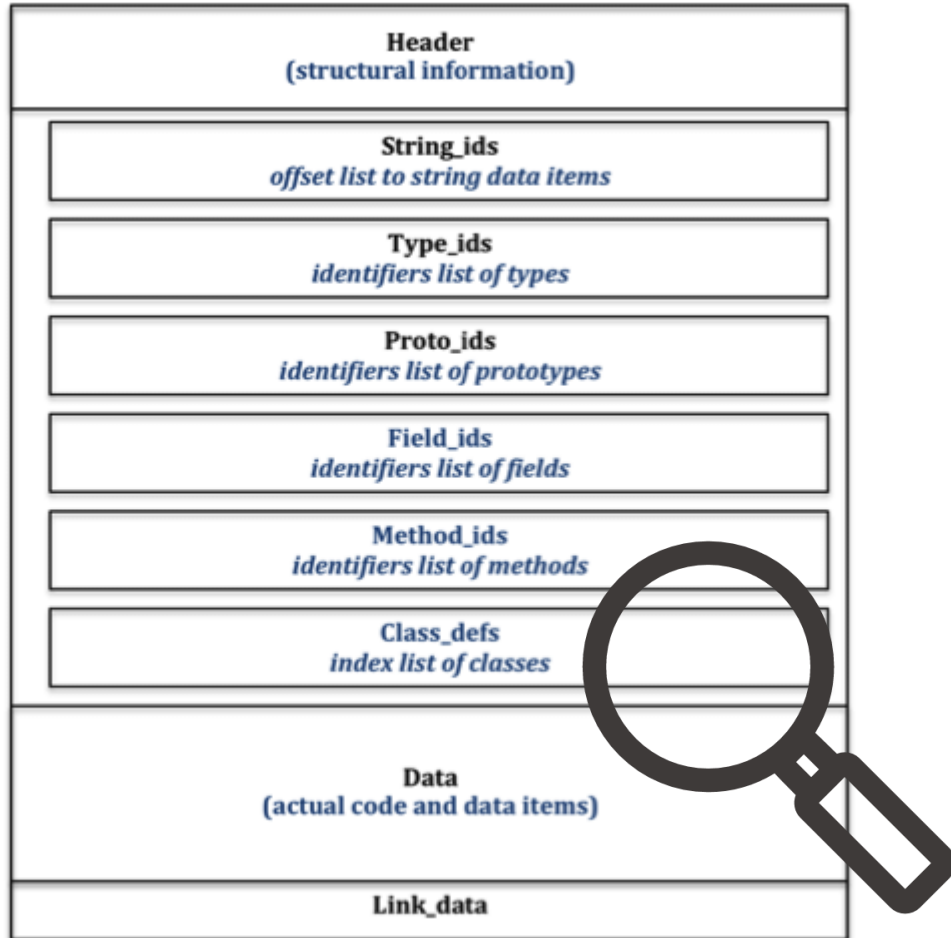 Header
(structural information)
String_ids
offset list to string data items
Type_ids
identifiers list of types
Proto_ids
identifiers list of prototypes
Field_ids
identifiers list of fields
Method_ids
identifiers list of methods
Class_defs
index list of classes
Data
(actual code and data items)
Link_data